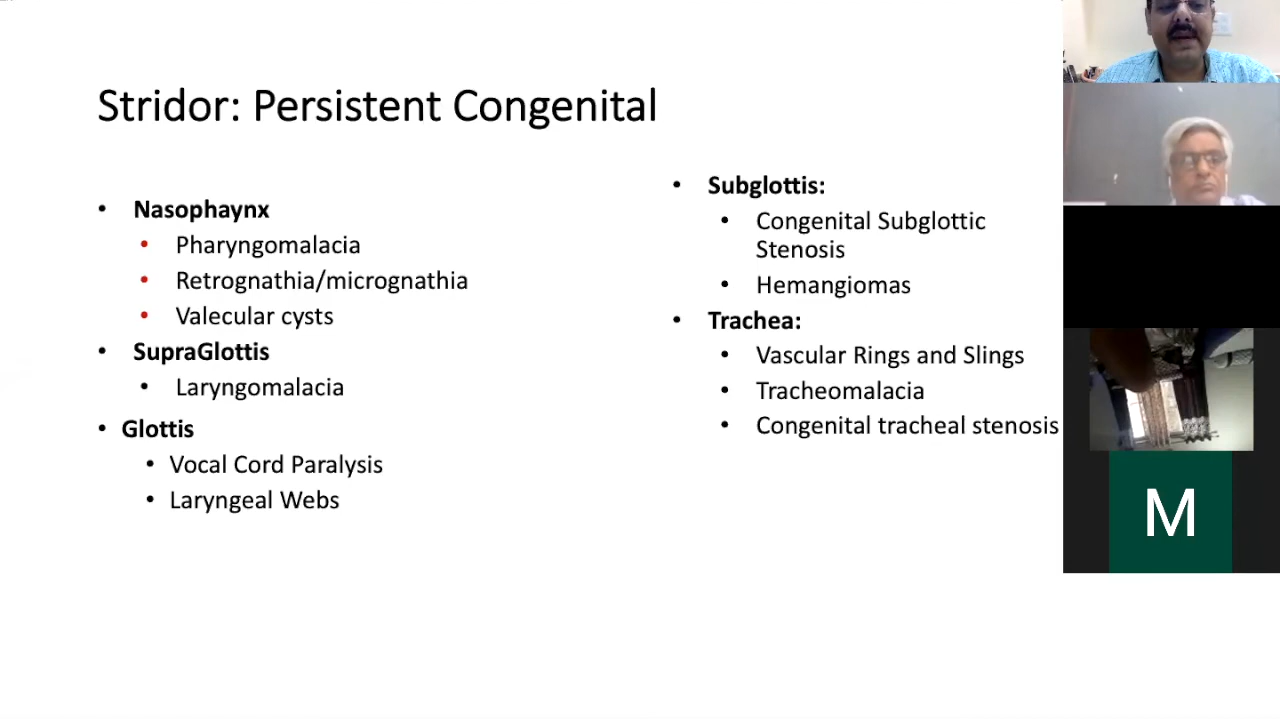 Stridor: Persistent Congenital
• Nasophaynx
• Pharyngomalacia
• Retrognathia/micrognathia
• Valecular cysts
• SupraGlottis
• Laryngomalacia
• Glottis
• Vocal Cord Paralysis
• Laryngeal Webs
• Subglottis:
• Congenital Subglottic
Stenosis
• Hemangiomas
• Trachea:
• Vascular Rings and Slings
• Tracheomalacia
• Congenital tracheal stenosis
M